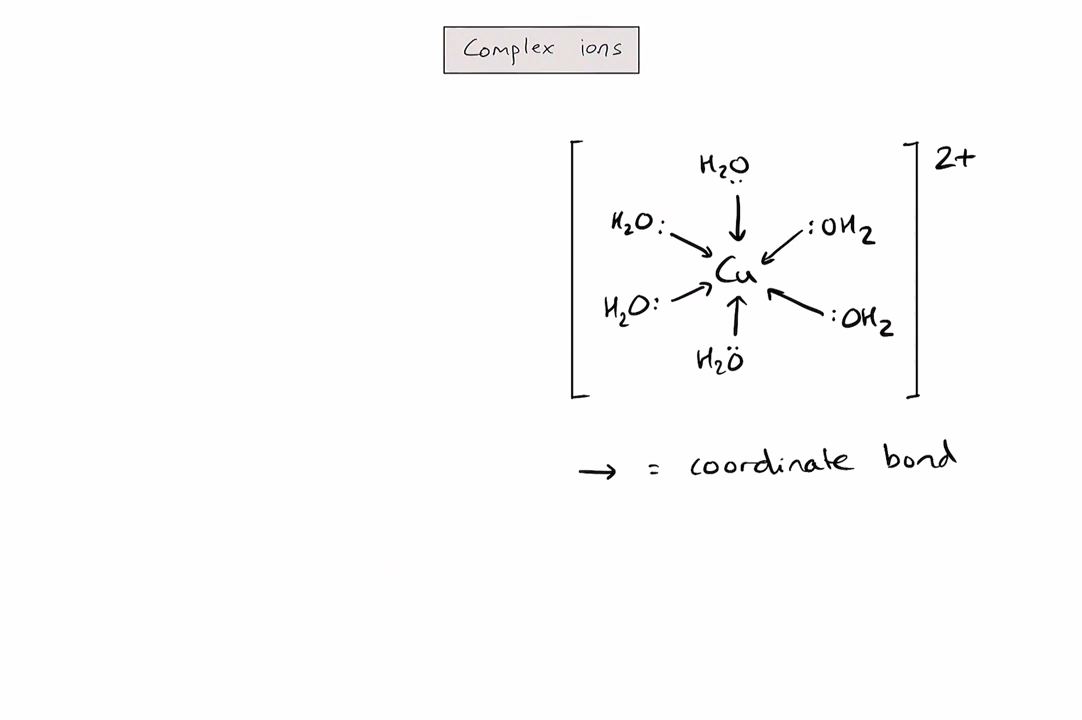 Complex ions
2+
H₂O:
H₂O: :OH₂
Cu
H₂O: :OH₂
H₂Ö
→ = coordinate bond